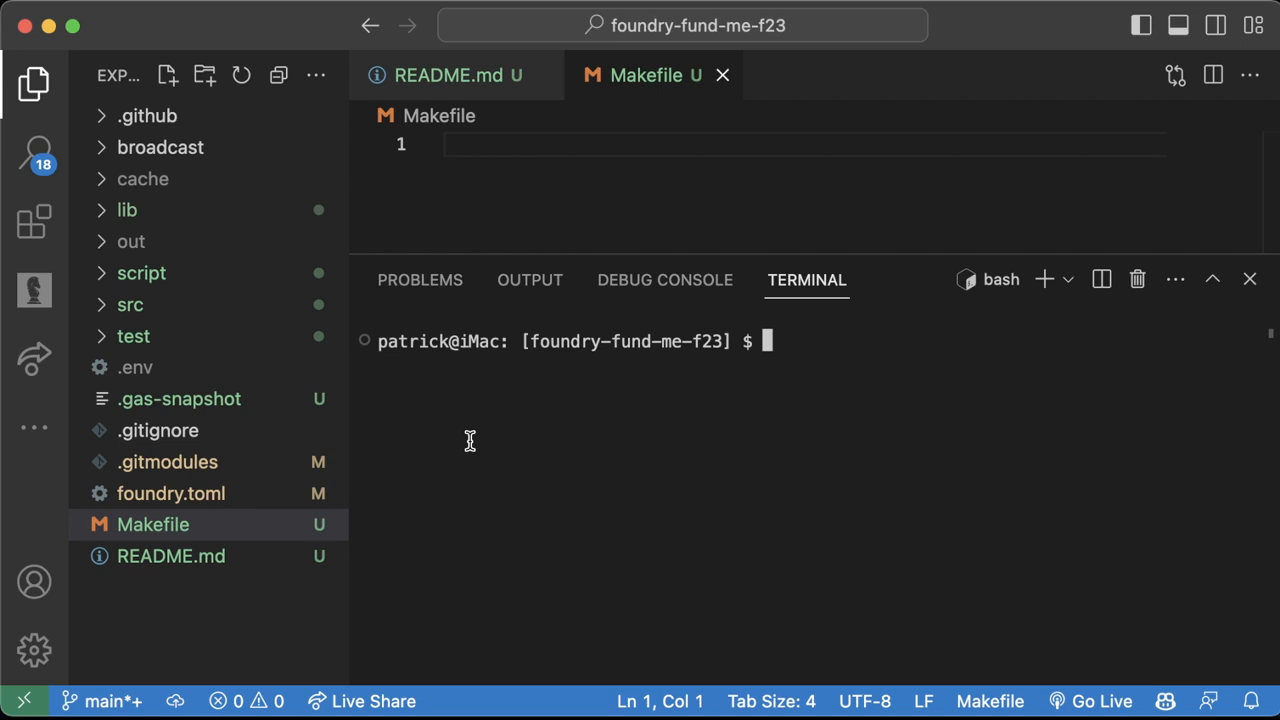 foundry-fund-me-f23
EXP...
README.md U
Makefile U
Makefile
1
18
.github
broadcast
cache
lib
out
script
src
test
.env
.gas-snapshot U
.gitignore
.gitmodules M
foundry.toml M
Makefile U
README.md U
PROBLEMS OUTPUT DEBUG CONSOLE TERMINAL bash
patrick@iMac: [foundry-fund-me-f23] $
main*+ 0 0 Live Share Ln 1, Col 1 Tab Size: 4 UTF-8 LF Makefile Go Live